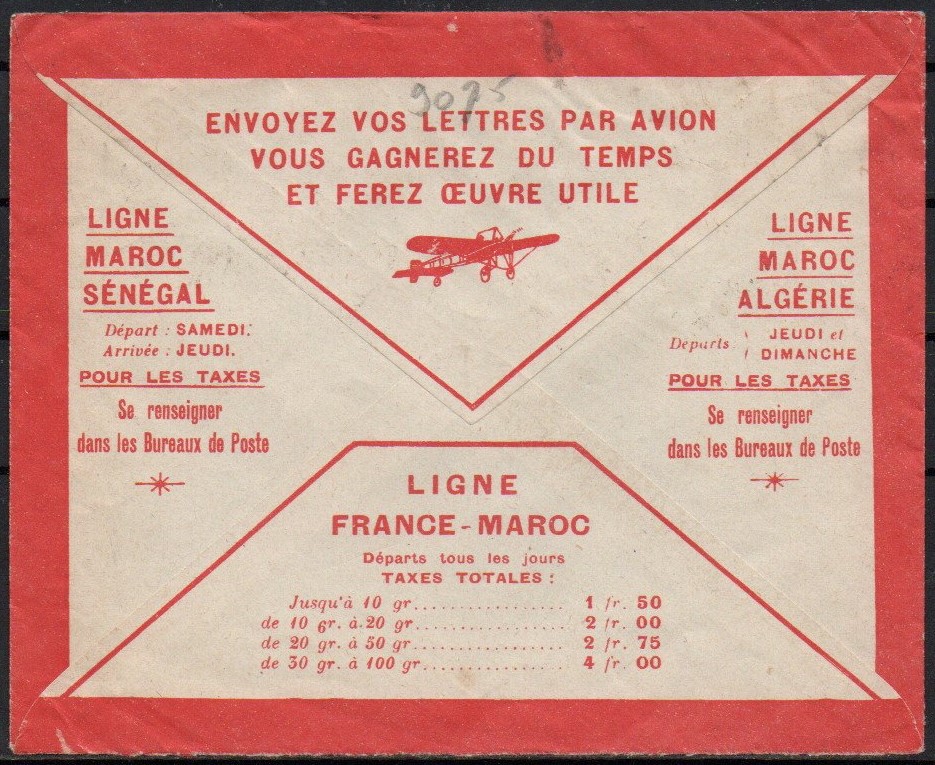 9075
ENVOYEZ VOS LETTRES PAR AVION
VOUS GAGNEREZ DU TEMPS
ET FEREZ ŒUVRE UTILE
LIGNE
MAROC
SÉNÉGAL
Départ : SAMEDI.
Arrivée : JEUDI.
POUR LES TAXES
Se renseigner
dans les Bureaux de Poste
LIGNE
MAROC
ALGÉRIE
Départs JEUDI et
DIMANCHE
POUR LES TAXES
Se renseigner
dans les Bureaux de Poste
LIGNE
FRANCE-MAROC
Départs tous les jours
TAXES TOTALES :
Jusqu'à 10 gr.................. 1 fr. 50
de 10 gr. à 20 gr.................. 2 fr. 00
de 20 gr. à 50 gr.................. 2 fr. 75
de 30 gr. à 100 gr.................. 4 fr. 00